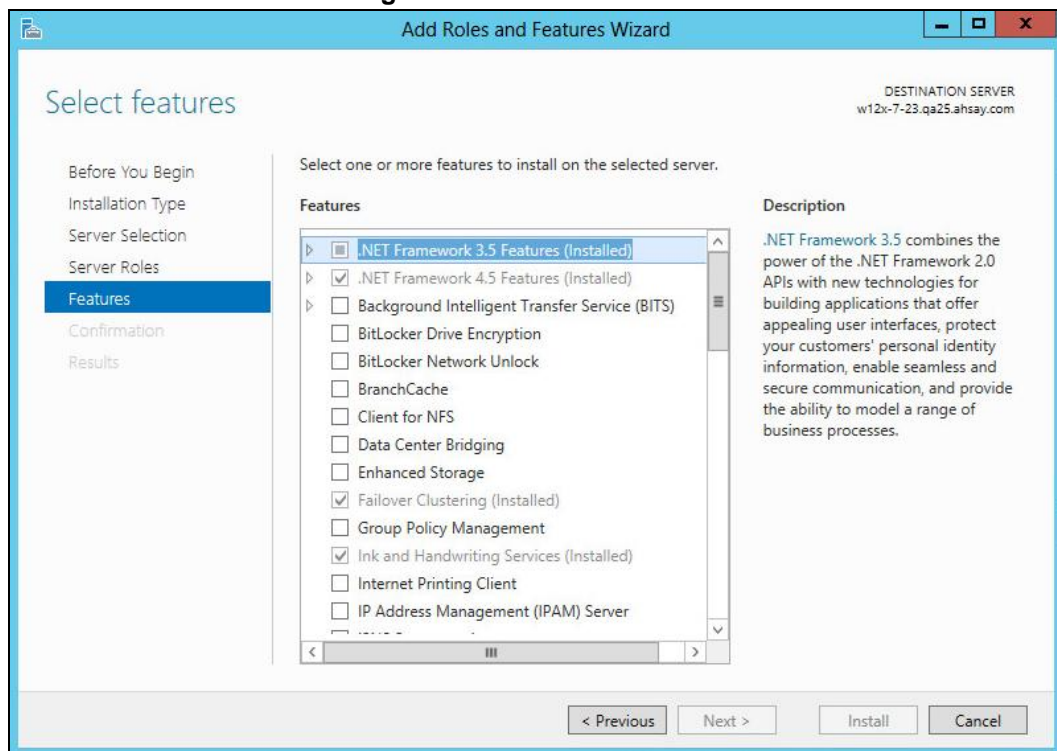 Add Roles and Features Wizard
Select features
DESTINATION SERVER
w12x-7-23.qa25.ahsay.com
Before You Begin
Installation Type
Server Selection
Server Roles
Features
Confirmation
Results
Select one or more features to install on the selected server.
Features
.NET Framework 3.5 Features (Installed)
.NET Framework 4.5 Features (Installed)
Background Intelligent Transfer Service (BITS)
BitLocker Drive Encryption
BitLocker Network Unlock
BranchCache
Client for NFS
Data Center Bridging
Enhanced Storage
Failover Clustering (Installed)
Group Policy Management
Ink and Handwriting Services (Installed)
Internet Printing Client
IP Address Management (IPAM) Server
Description
.NET Framework 3.5 combines the
power of the .NET Framework 2.0
APIs with new technologies for
building applications that offer
appealing user interfaces, protect
your customers' personal identity
information, enable seamless and
secure communication, and provide
the ability to model a range of
business processes.
< Previous
Next >
Install
Cancel